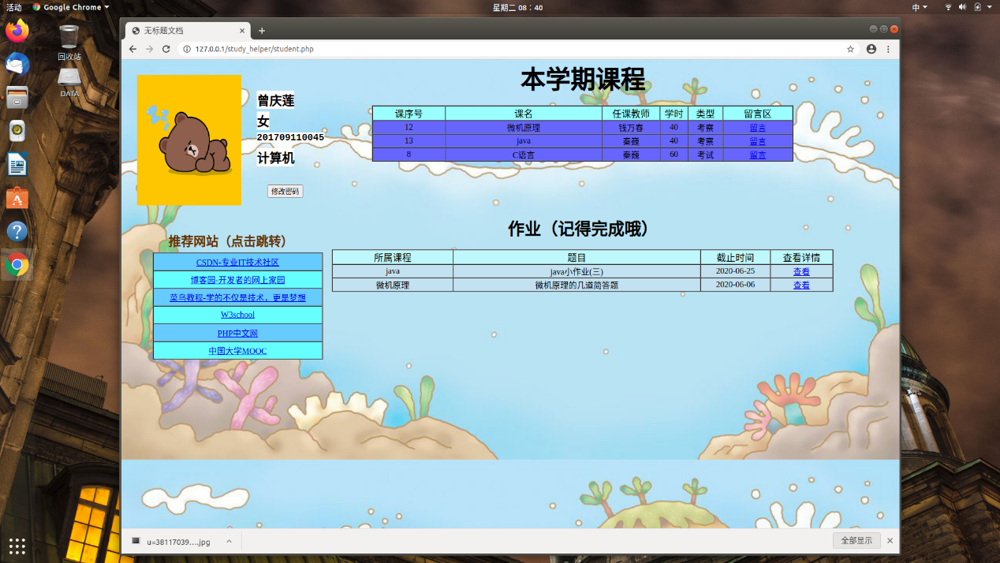 活动 Google Chrome 星期二 08：40 中
回收站
DATA
无标题文档
127.0.0.1/study_helper/student.php
本学期课程
曾庆莲
女
201709110045
计算机
修改密码
课序号 课名 任课教师 学时 类型 留言区
12 微机原理 钱万春 40 考察 留言
13 java 秦巍 40 考察 留言
8 C语言 秦巍 60 考试 留言
作业（记得完成哦）
所属课程 题目 截止时间 查看详情
java java小作业(三) 2020-06-25 查看
微机原理 微机原理的几道简答题 2020-06-06 查看
推荐网站（点击跳转）
CSDN-专业IT技术社区
博客园-开发者的网上家园
菜鸟教程-学的不仅是技术，更是梦想
W3school
PHP中文网
中国大学MOOC
u=38117039....jpg 全部显示